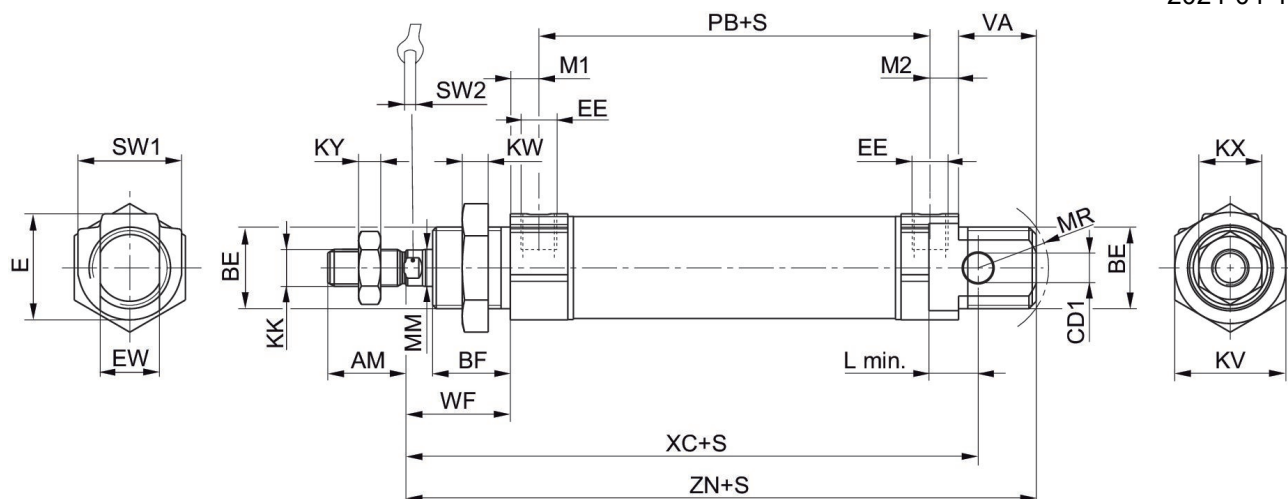 PB+S
VA
M1
M2
SW2
EE
SW1
KY
KW
EE
KX
MR
E
BE
BE
CD1
KK
MM
EW
AM
BF
L min.
KV
WF
XC+S
ZN+S